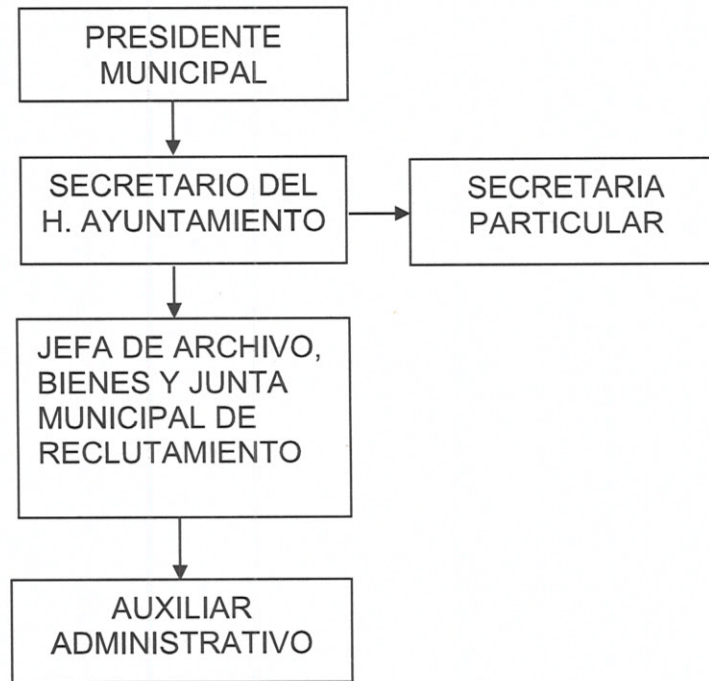 PRESIDENTE
MUNICIPAL
SECRETARIO DEL
H. AYUNTAMIENTO
SECRETARIA
PARTICULAR
JEFA DE ARCHIVO,
BIENES Y JUNTA
MUNICIPAL DE
RECLUTAMIENTO
AUXILIAR
ADMINISTRATIVO